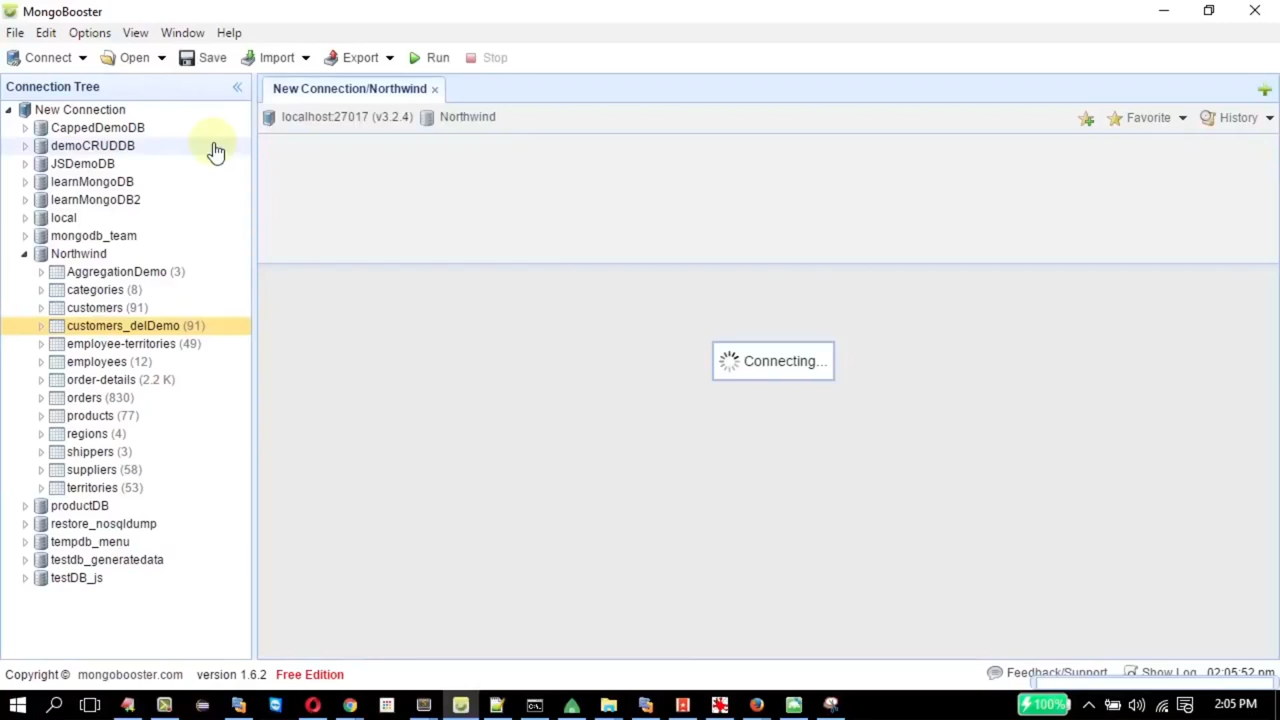 MongoBooster
File Edit Options View Window Help
Connect Open Save Import Export Run Stop
Connection Tree
New Connection/Northwind
New Connection
localhost:27017 (v3.2.4) Northwind Favorite History
CappedDemoDB
demoCRUDDB
JSDemoDB
learnMongoDB
learnMongoDB2
local
mongodb_team
Northwind
AggregationDemo (3)
categories (8)
customers (91)
customers_delDemo (91)
employee-territories (49)
employees (12)
order-details (2.2 K)
orders (830)
products (77)
regions (4)
shippers (3)
suppliers (58)
territories (53)
productDB
restore_nosqldump
tempdb_menu
testdb_generatedata
testDB_js
Connecting...
Copyright © mongobooster.com version 1.6.2 Free Edition Feedback/Support Show Log 02:05:52 pm
100% 2:05 PM